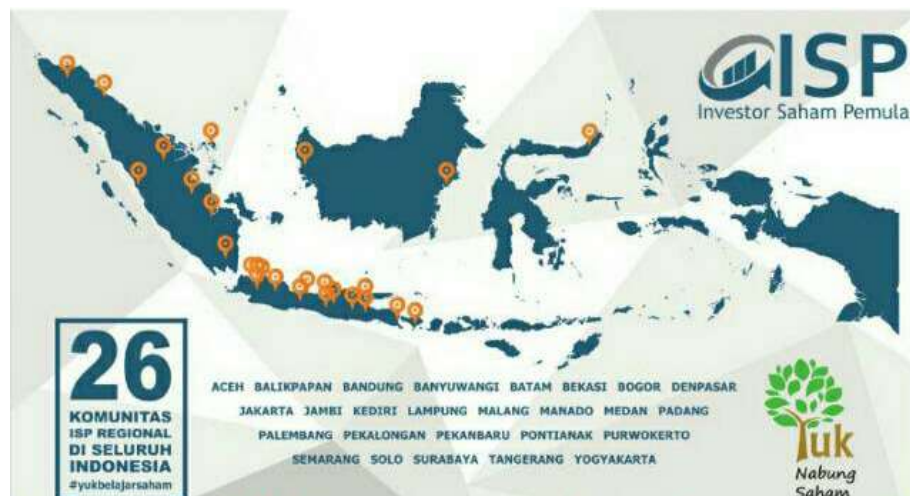 ISP
Investor Saham Pemula
26
KOMUNITAS
ISP REGIONAL
DI SELURUH
INDONESIA
#yukbelajarsaham
ACEH BALIKPAPAN BANDUNG BANYUWANGI BATAM BEKASI BOGOR DENPASAR
JAKARTA JAMBI KEDIRI LAMPUNG MALANG MANADO MEDAN PADANG
PALEMBANG PEKALONGAN PEKANBARU PONTIANAK PURWOKERTO
SEMARANG SOLO SURABAYA TANGERANG YOGYAKARTA
Yuk
Nabung
Saham